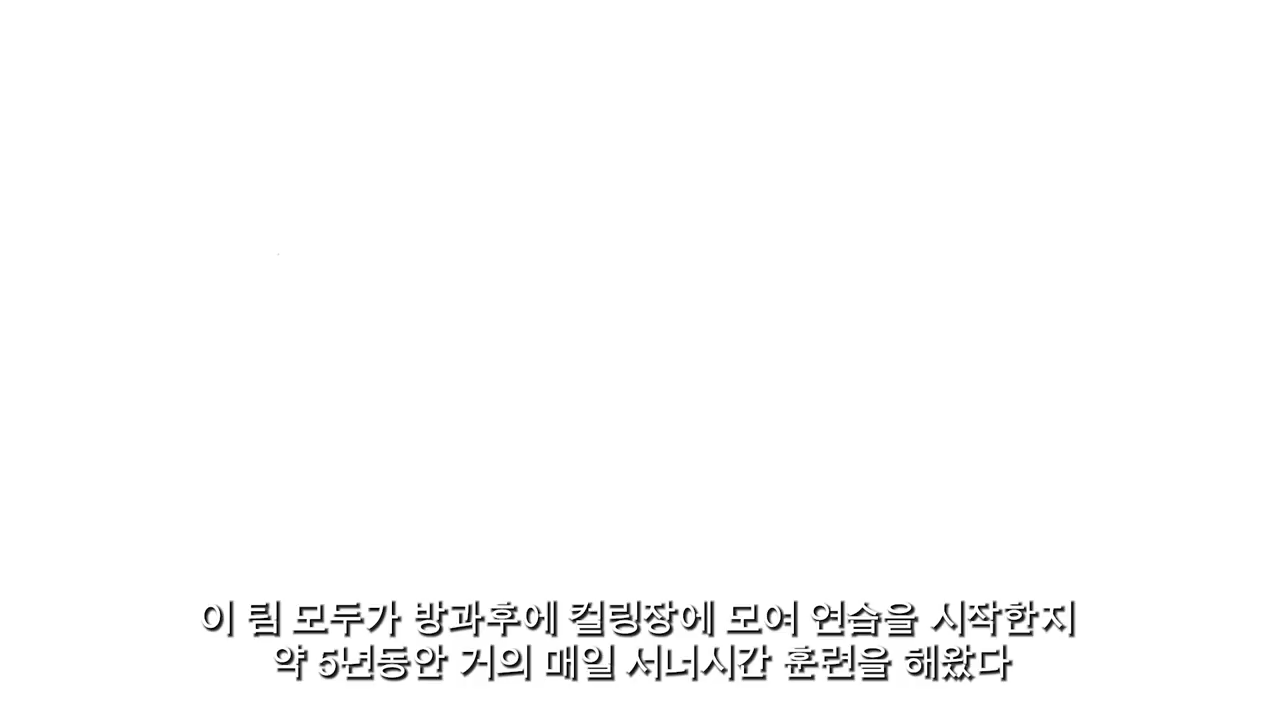 이 팀 모두가 방과후에 컬링장에 모여 연습을 시작한지
약 5년동안 거의 매일 서너시간 훈련을 해왔다